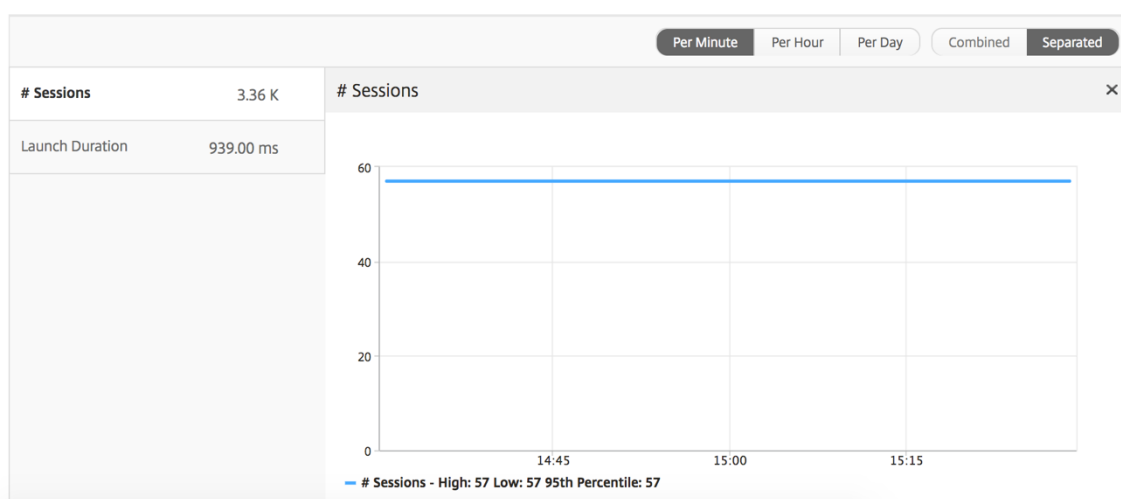 Per Minute Per Hour Per Day Combined Separated
# Sessions 3.36 K
Launch Duration 939.00 ms
# Sessions ×
60
40
20
0
14:45 15:00 15:15
# Sessions - High: 57 Low: 57 95th Percentile: 57